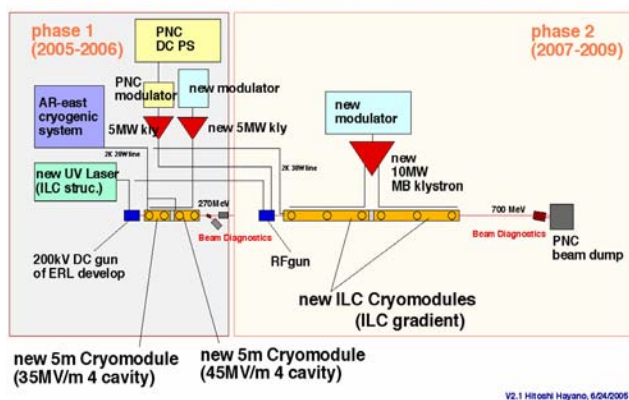 phase 1
(2005-2006)
PNC
DC PS
phase 2
(2007-2009)
PNC
modulator
new modulator
AR-east
cryogenic
system
5MW kly
new 5MW kly
new
modulator
new
10MW
MB klystron
2K 28W line
2K 30W line
new UV Laser
(ILC struc.)
270MeV
700 MeV
Beam Diagnostics
Beam Diagnostics
200kV DC gun
of ERL develop
RFgun
PNC
beam dump
new ILC Cryomodules
(ILC gradient)
new 5m Cryomodule
(35MV/m 4 cavity)
new 5m Cryomodule
(45MV/m 4 cavity)
V2.1 Hitoshi Hayano, 6/24/2005